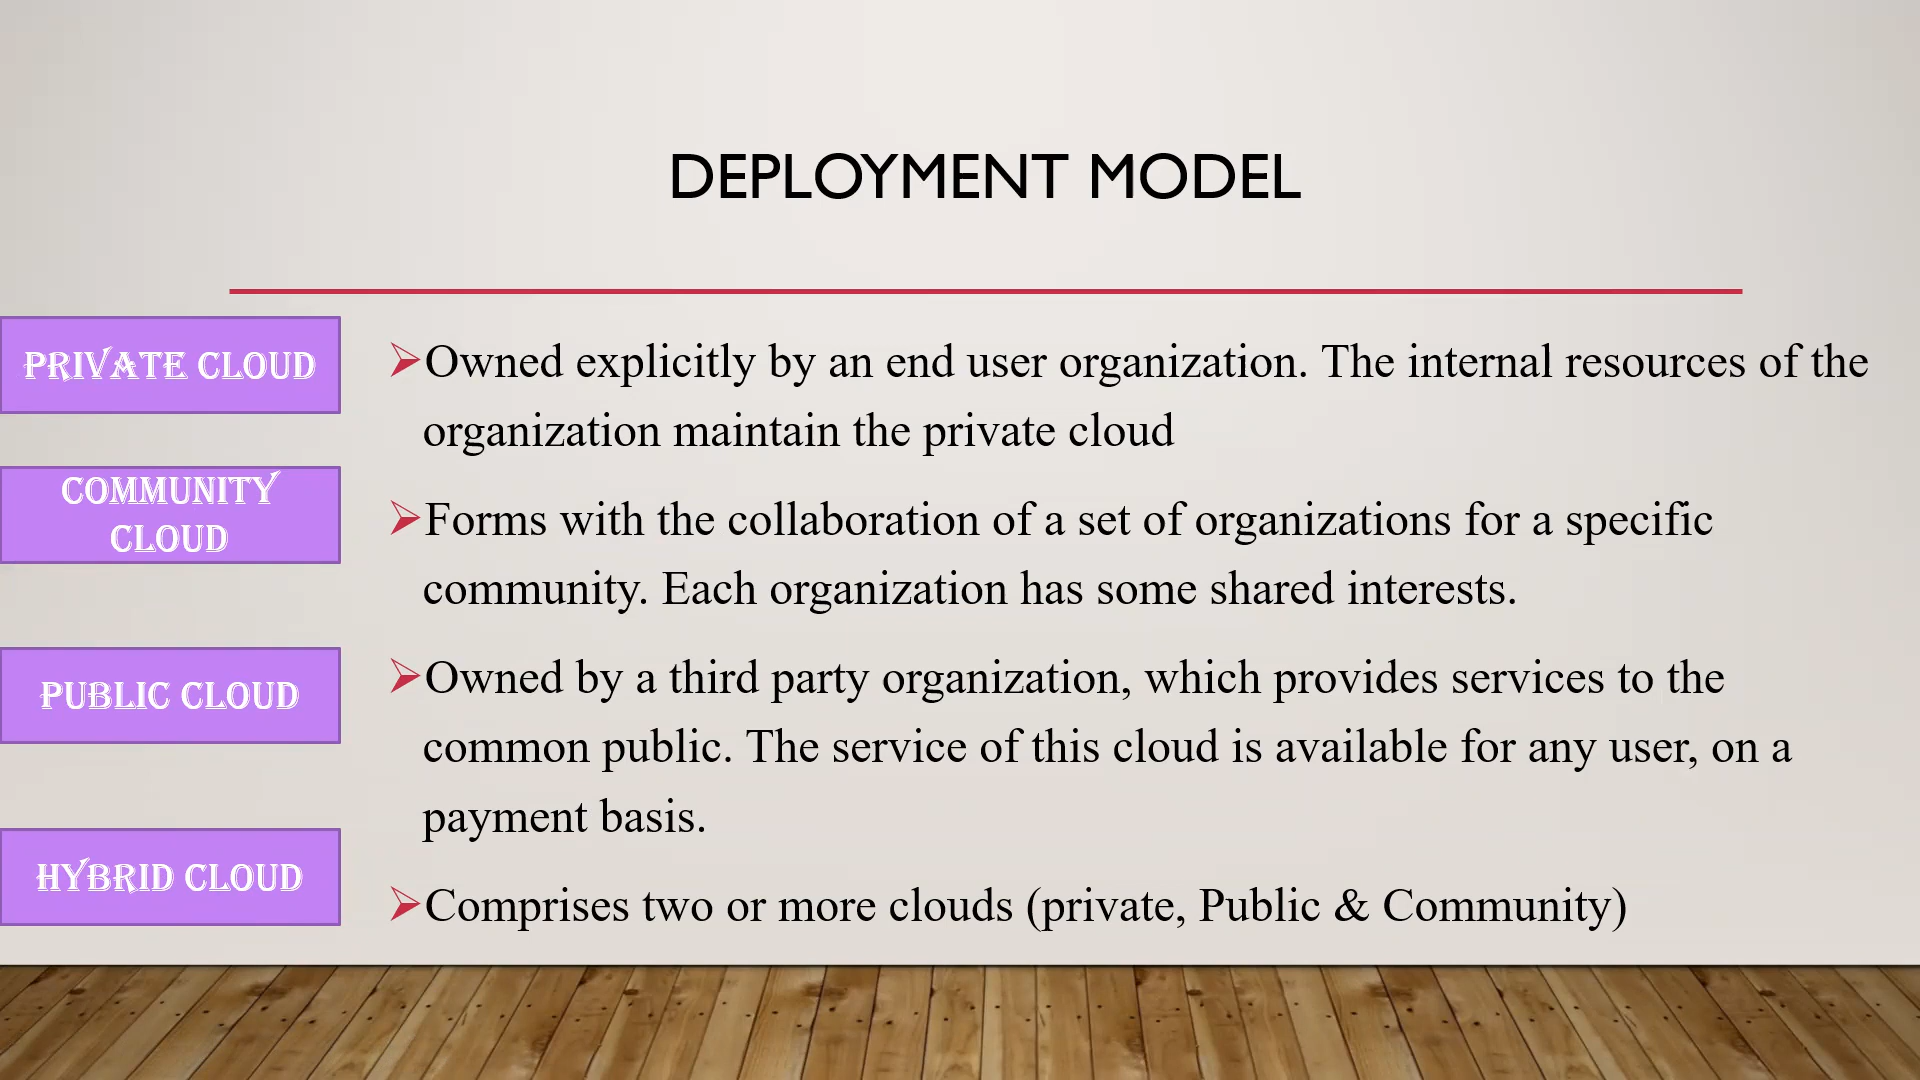 DEPLOYMENT MODEL
PRIVATE CLOUD
Owned explicitly by an end user organization. The internal resources of the
organization maintain the private cloud
COMMUNITY
CLOUD
Forms with the collaboration of a set of organizations for a specific
community. Each organization has some shared interests.
PUBLIC CLOUD
Owned by a third party organization, which provides services to the
common public. The service of this cloud is available for any user, on a
payment basis.
HYBRID CLOUD
Comprises two or more clouds (private, Public & Community)